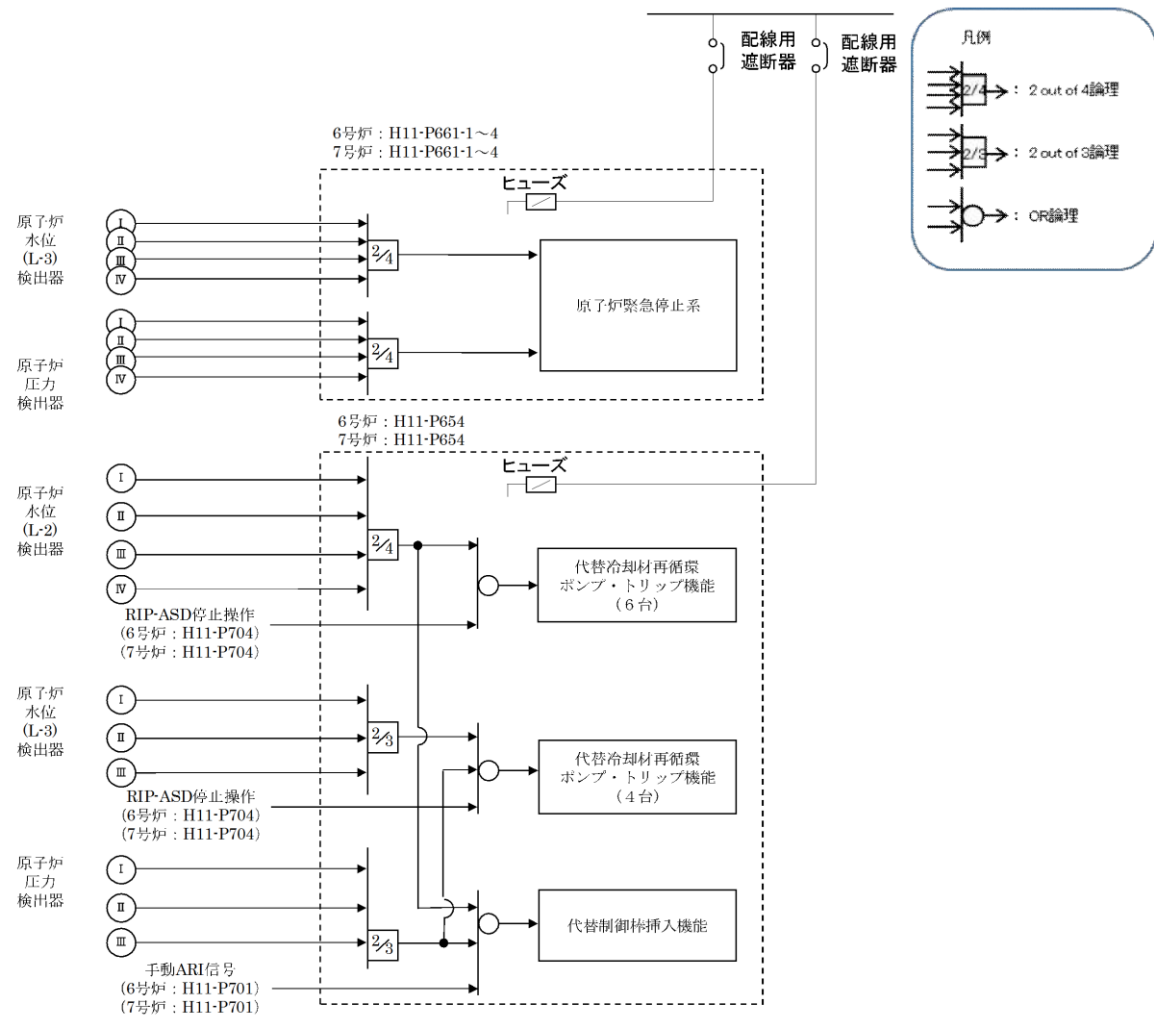 配線用
遮断器
配線用
遮断器
凡例
2/4
： 2 out of 4論理
2/3
： 2 out of 3論理
： OR論理
6号炉：H11-P661-1～4
7号炉：H11-P661-1～4
ヒューズ
原子炉
水位
(L-3)
検出器
I
II
III
IV
2/4
原子炉緊急停止系
原子炉
圧力
検出器
I
II
III
IV
2/4
6号炉：H11-P654
7号炉：H11-P654
ヒューズ
原子炉
水位
(L-2)
検出器
I
II
III
IV
2/4
代替冷却材再循環
ポンプ・トリップ機能
（６台）
RIP-ASD停止操作
(6号炉：H11-P704)
(7号炉：H11-P704)
原子炉
水位
(L-3)
検出器
I
II
III
2/3
代替冷却材再循環
ポンプ・トリップ機能
（４台）
RIP-ASD停止操作
(6号炉：H11-P704)
(7号炉：H11-P704)
原子炉
圧力
検出器
I
II
III
2/3
代替制御棒挿入機能
手動ARI信号
(6号炉：H11-P701)
(7号炉：H11-P701)